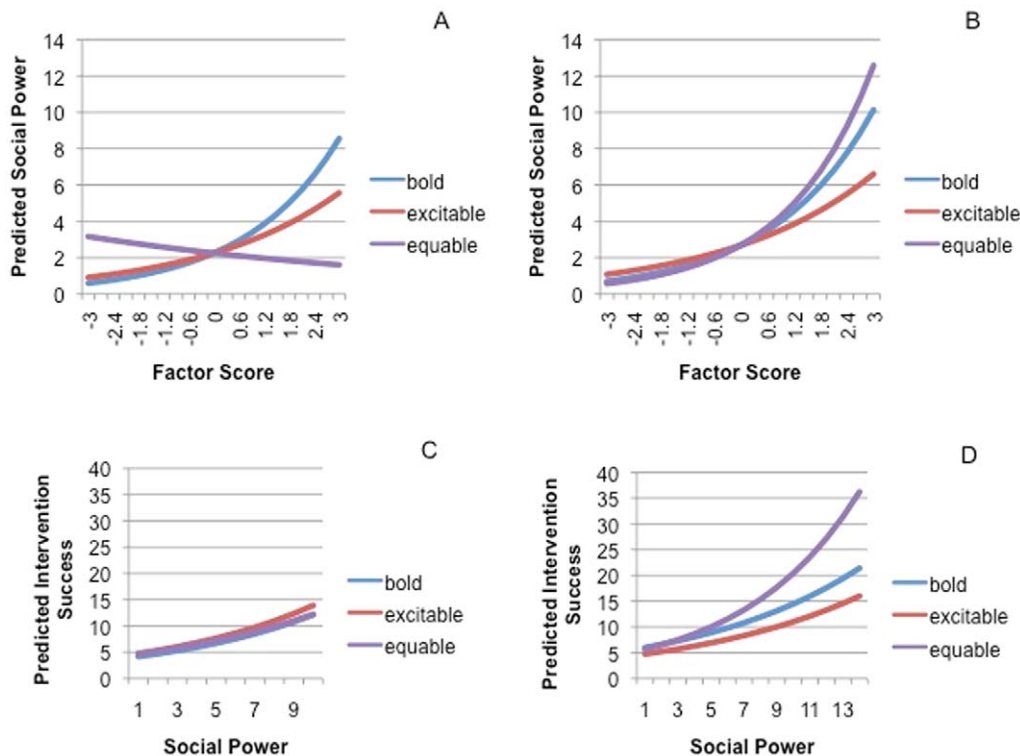 A
Predicted Social Power
14
12
10
8
6
4
2
0
-3
-2.4
-1.8
-1.2
-0.6
0
0.6
1.2
1.8
2.4
3
Factor Score
bold
excitable
equable
B
Predicted Social Power
14
12
10
8
6
4
2
0
-3
-2.4
-1.8
-1.2
-0.6
0
0.6
1.2
1.8
2.4
3
Factor Score
bold
excitable
equable
C
Predicted Intervention
Success
40
35
30
25
20
15
10
5
0
1 3 5 7 9
Social Power
bold
excitable
equable
D
Predicted Intervention
Success
40
35
30
25
20
15
10
5
0
1 3 5 7 9 11 13
Social Power
bold
excitable
equable